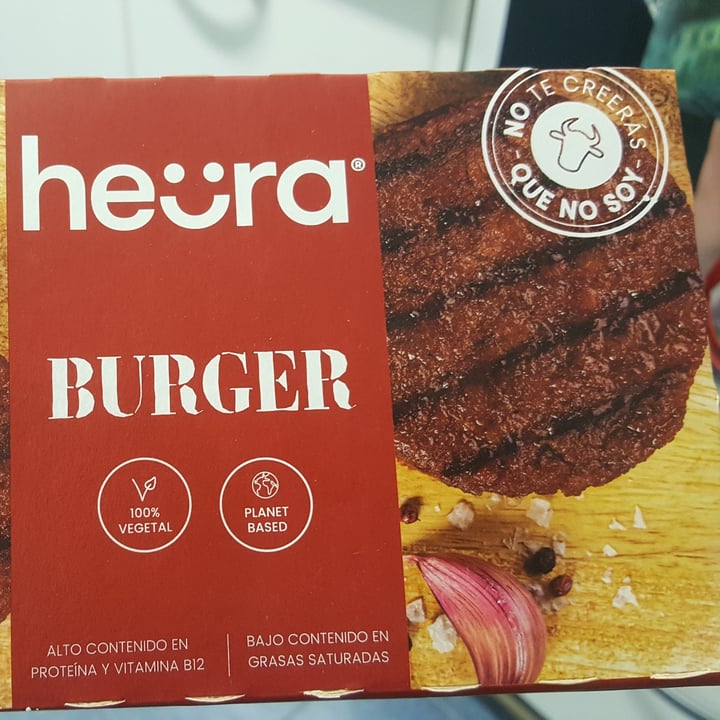 heüra®
BURGER
100%
VEGETAL
PLANET
BASED
ALTO CONTENIDO EN
PROTEÍNA Y VITAMINA B12
BAJO CONTENIDO EN
GRASAS SATURADAS
NO TE CREERÁS
- QUE NO SOY -